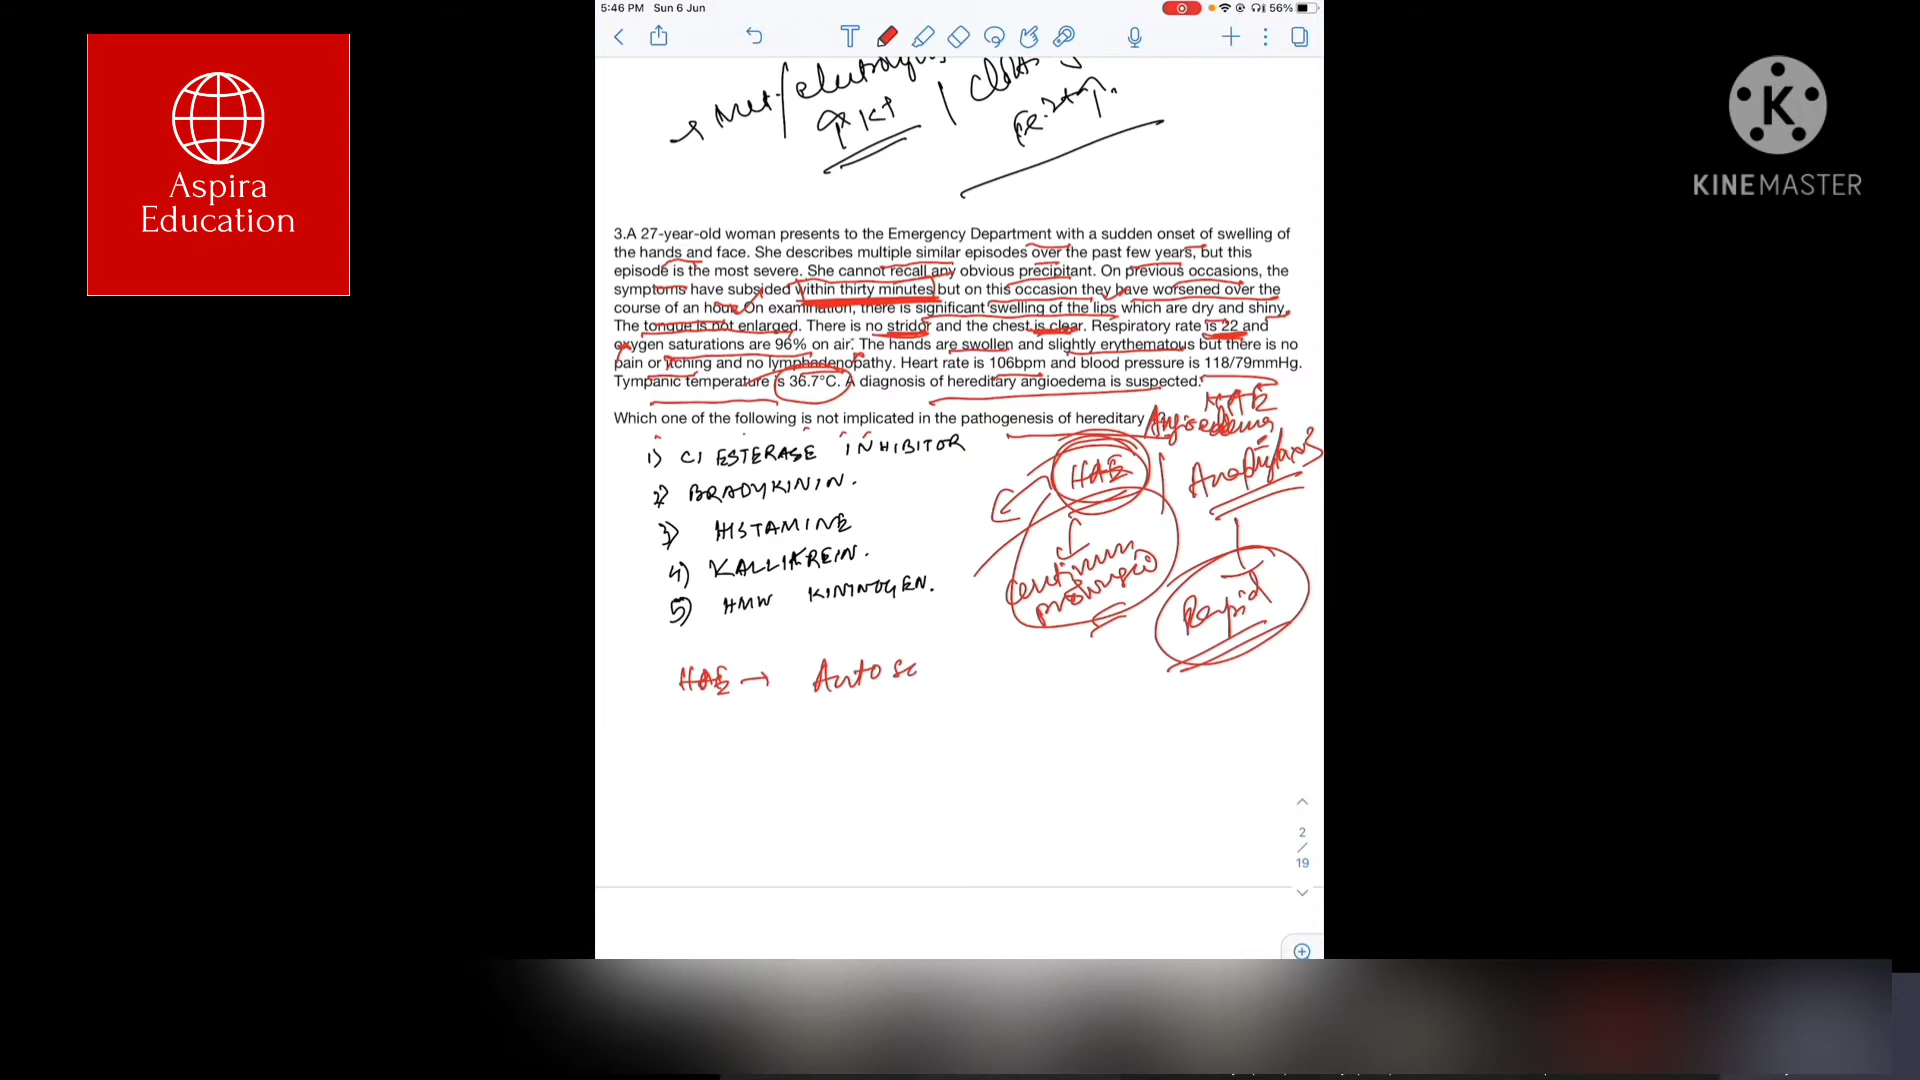 5:46 PM Sun 6 Jun
56%
Aspira
Education
K
KINEMASTER
3.A 27-year-old woman presents to the Emergency Department with a sudden onset of swelling of
the hands and face. She describes multiple similar episodes over the past few years, but this
episode is the most severe. She cannot recall any obvious precipitant. On previous occasions, the
symptoms have subsided within thirty minutes but on this occasion they have worsened over the
course of an hour. On examination, there is significant swelling of the lips which are dry and shiny.
The tongue is not enlarged. There is no stridor and the chest is clear. Respiratory rate is 22 and
oxygen saturations are 96% on air. The hands are swollen and slightly erythematous but there is no
pain or itching and no lymphadenopathy. Heart rate is 106bpm and blood pressure is 118/79mmHg.
Tympanic temperature is 36.7°C. A diagnosis of hereditary angioedema is suspected.
HAE
Which one of the following is not implicated in the pathogenesis of hereditary Angioedema
1) C1 ESTERASE INHIBITOR
2) BRADYKININ.
3) HISTAMINE
4) KALLIKREIN.
5) HMW KININOGEN.
HAE
Anaphylaxis
prolonged
Rapid
HAE → Autoso
2
/
19